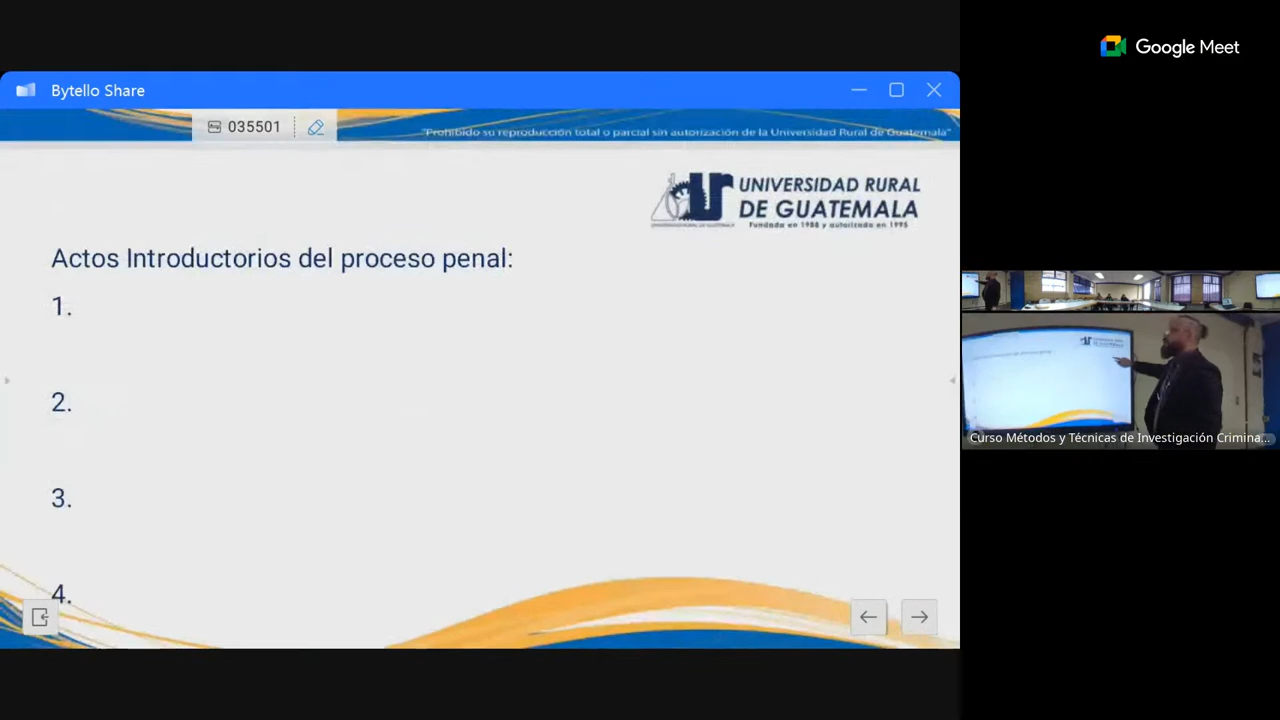 Google Meet
Bytello Share
035501
"Prohibido su reproducción total o parcial sin autorización de la Universidad Rural de Guatemala"
UNIVERSIDAD RURAL
DE GUATEMALA
Fundada en 1988 y autorizada en 1995
Actos Introductorios del proceso penal:
1.
2.
3.
4.
Curso Métodos y Técnicas de Investigación Crimina...